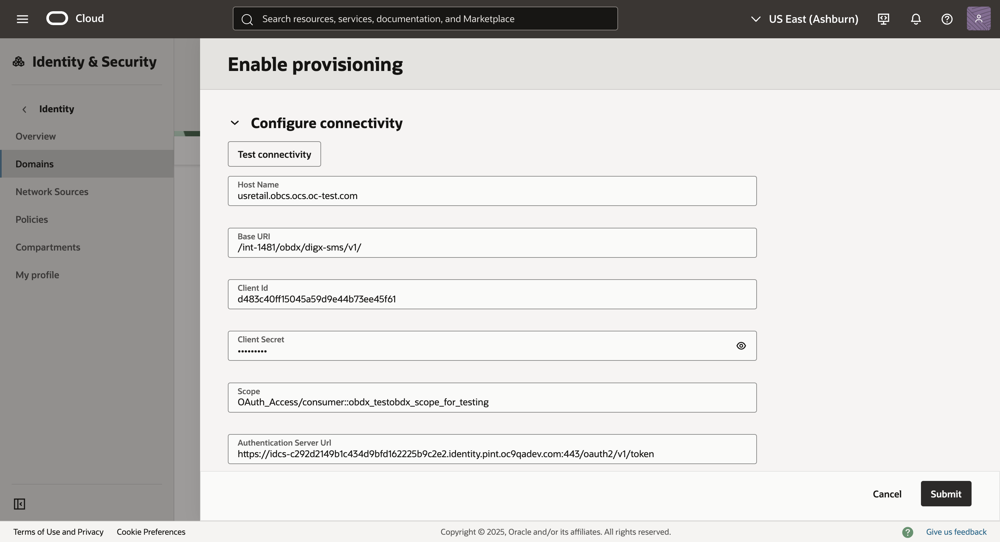 Cloud
Search resources, services, documentation, and Marketplace
US East (Ashburn)
Identity & Security
Identity
Overview
Domains
Network Sources
Policies
Compartments
My profile
Enable provisioning
Configure connectivity
Test connectivity
Host Name
usretail.obcs.ocs.oc-test.com
Base URI
/int-1481/obdx/digx-sms/v1/
Client Id
d483c40ff15045a59d9e44b73ee45f61
Client Secret
•••••••••
Scope
OAuth_Access/consumer::obdx_testobdx_scope_for_testing
Authentication Server Url
https://idcs-c292d2149b1c434d9bfd162225b9c2e2.identity.pint.oc9qadev.com:443/oauth2/v1/token
Cancel
Submit
Terms of Use and Privacy
Cookie Preferences
Copyright © 2025, Oracle and/or its affiliates. All rights reserved.
?
Give us feedback